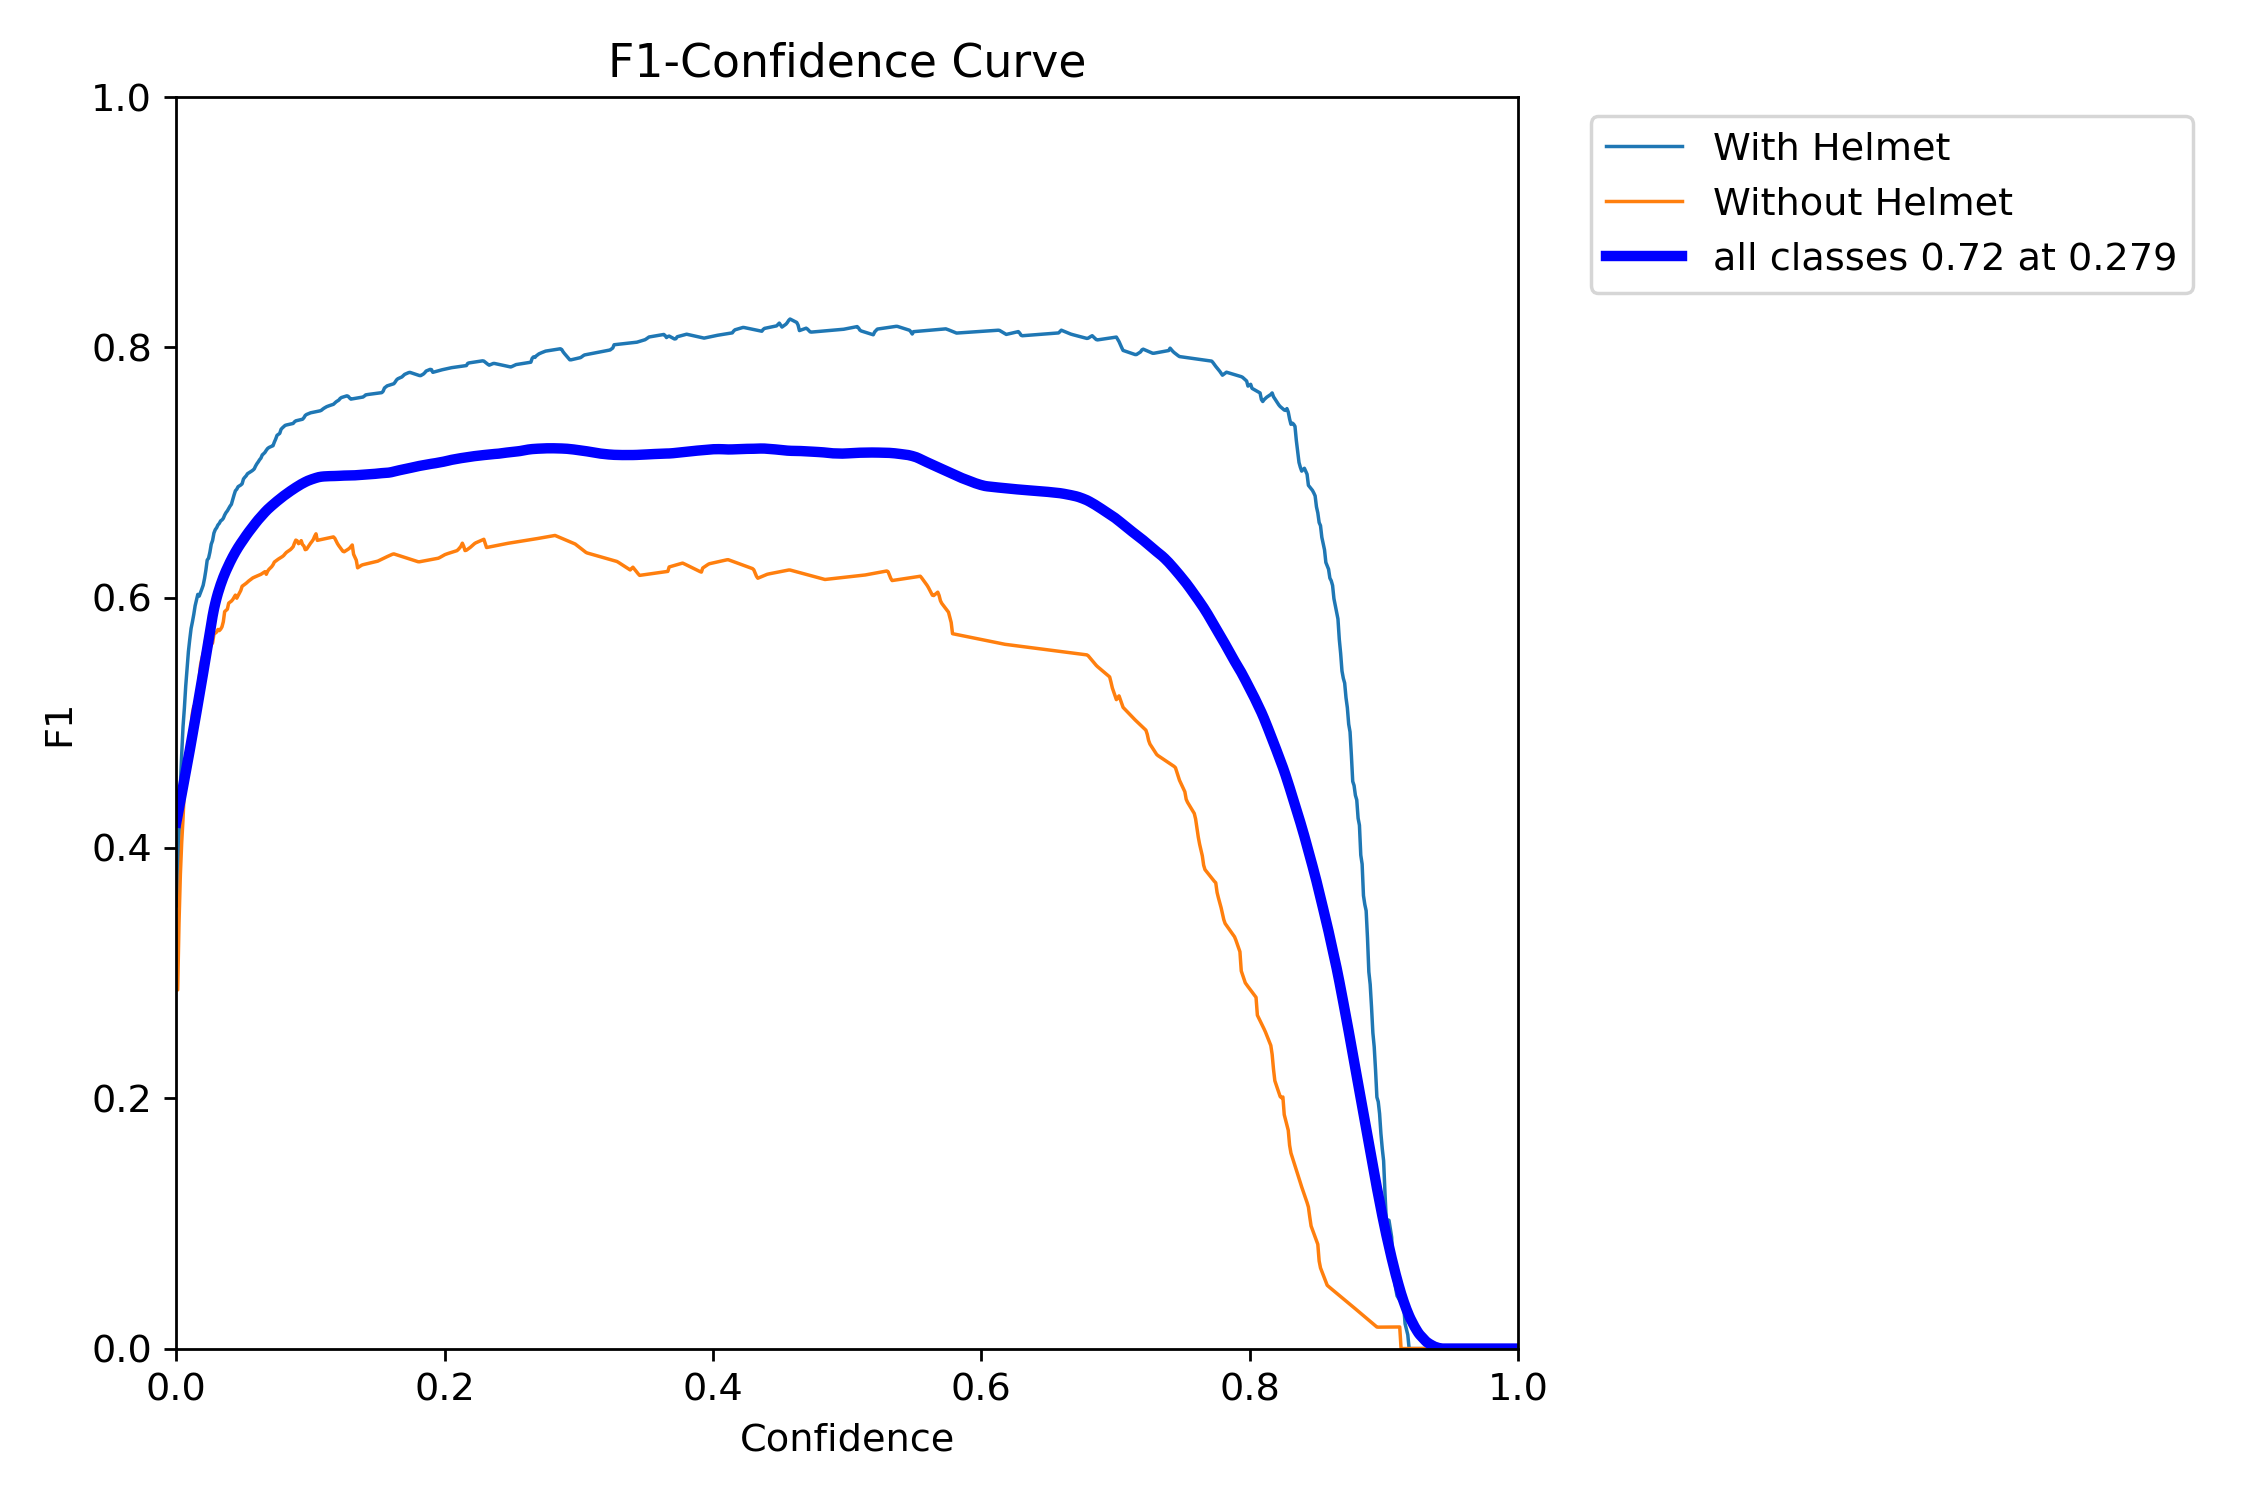 F1-Confidence Curve
1.0
0.8
0.6
0.4
0.2
0.0
F1
0.0 0.2 0.4 0.6 0.8 1.0
Confidence
With Helmet
Without Helmet
all classes 0.72 at 0.279